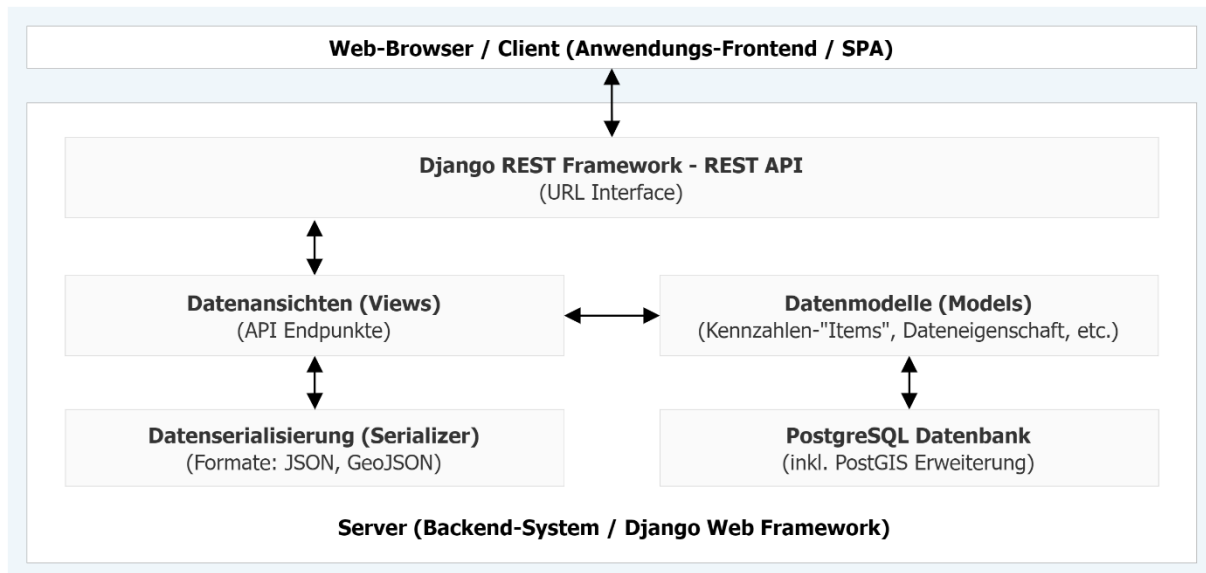 Web-Browser / Client (Anwendungs-Frontend / SPA)
Django REST Framework - REST API
(URL Interface)
Datenansichten (Views)
(API Endpunkte)
Datenmodelle (Models)
(Kennzahlen-"Items", Dateneigenschaft, etc.)
Datenserialisierung (Serializer)
(Formate: JSON, GeoJSON)
PostgreSQL Datenbank
(inkl. PostGIS Erweiterung)
Server (Backend-System / Django Web Framework)